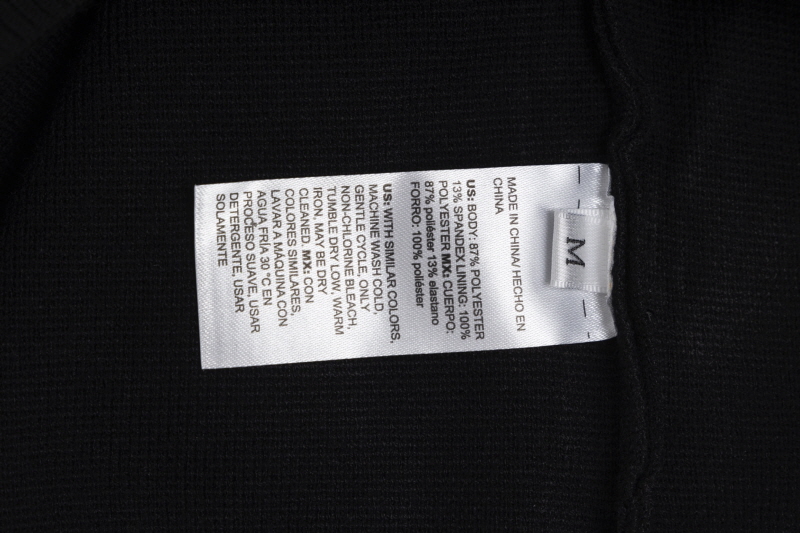 M
MADE IN CHINA/ HECHO EN
CHINA
US: BODY: 87% POLYESTER
13% SPANDEX LINING: 100%
POLYESTER MX: CUERPO:
87% poliéster 13% elastano
FORRO: 100% poliéster
US: WITH SIMILAR COLORS,
MACHINE WASH COLD,
GENTLE CYCLE, ONLY
NON-CHLORINE BLEACH,
TUMBLE DRY LOW, WARM
IRON, MAY BE DRY
CLEANED. MX: CON
COLORES SIMILARES,
LAVAR A MÁQUINA CON
AGUA FRÍA 30 °C EN
PROCESO SUAVE, USAR
DETERGENTE, USAR
SOLAMENTE